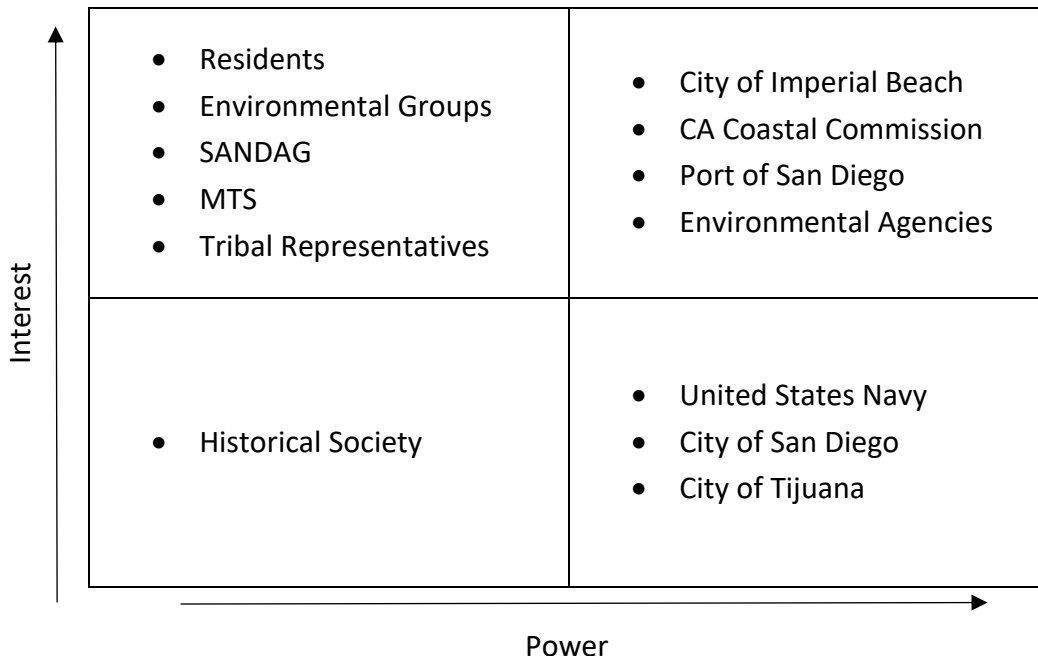 • Residents
• Environmental Groups
• SANDAG
• MTS
• Tribal Representatives
• City of Imperial Beach
• CA Coastal Commission
• Port of San Diego
• Environmental Agencies
Interest
• Historical Society
• United States Navy
• City of San Diego
• City of Tijuana
Power